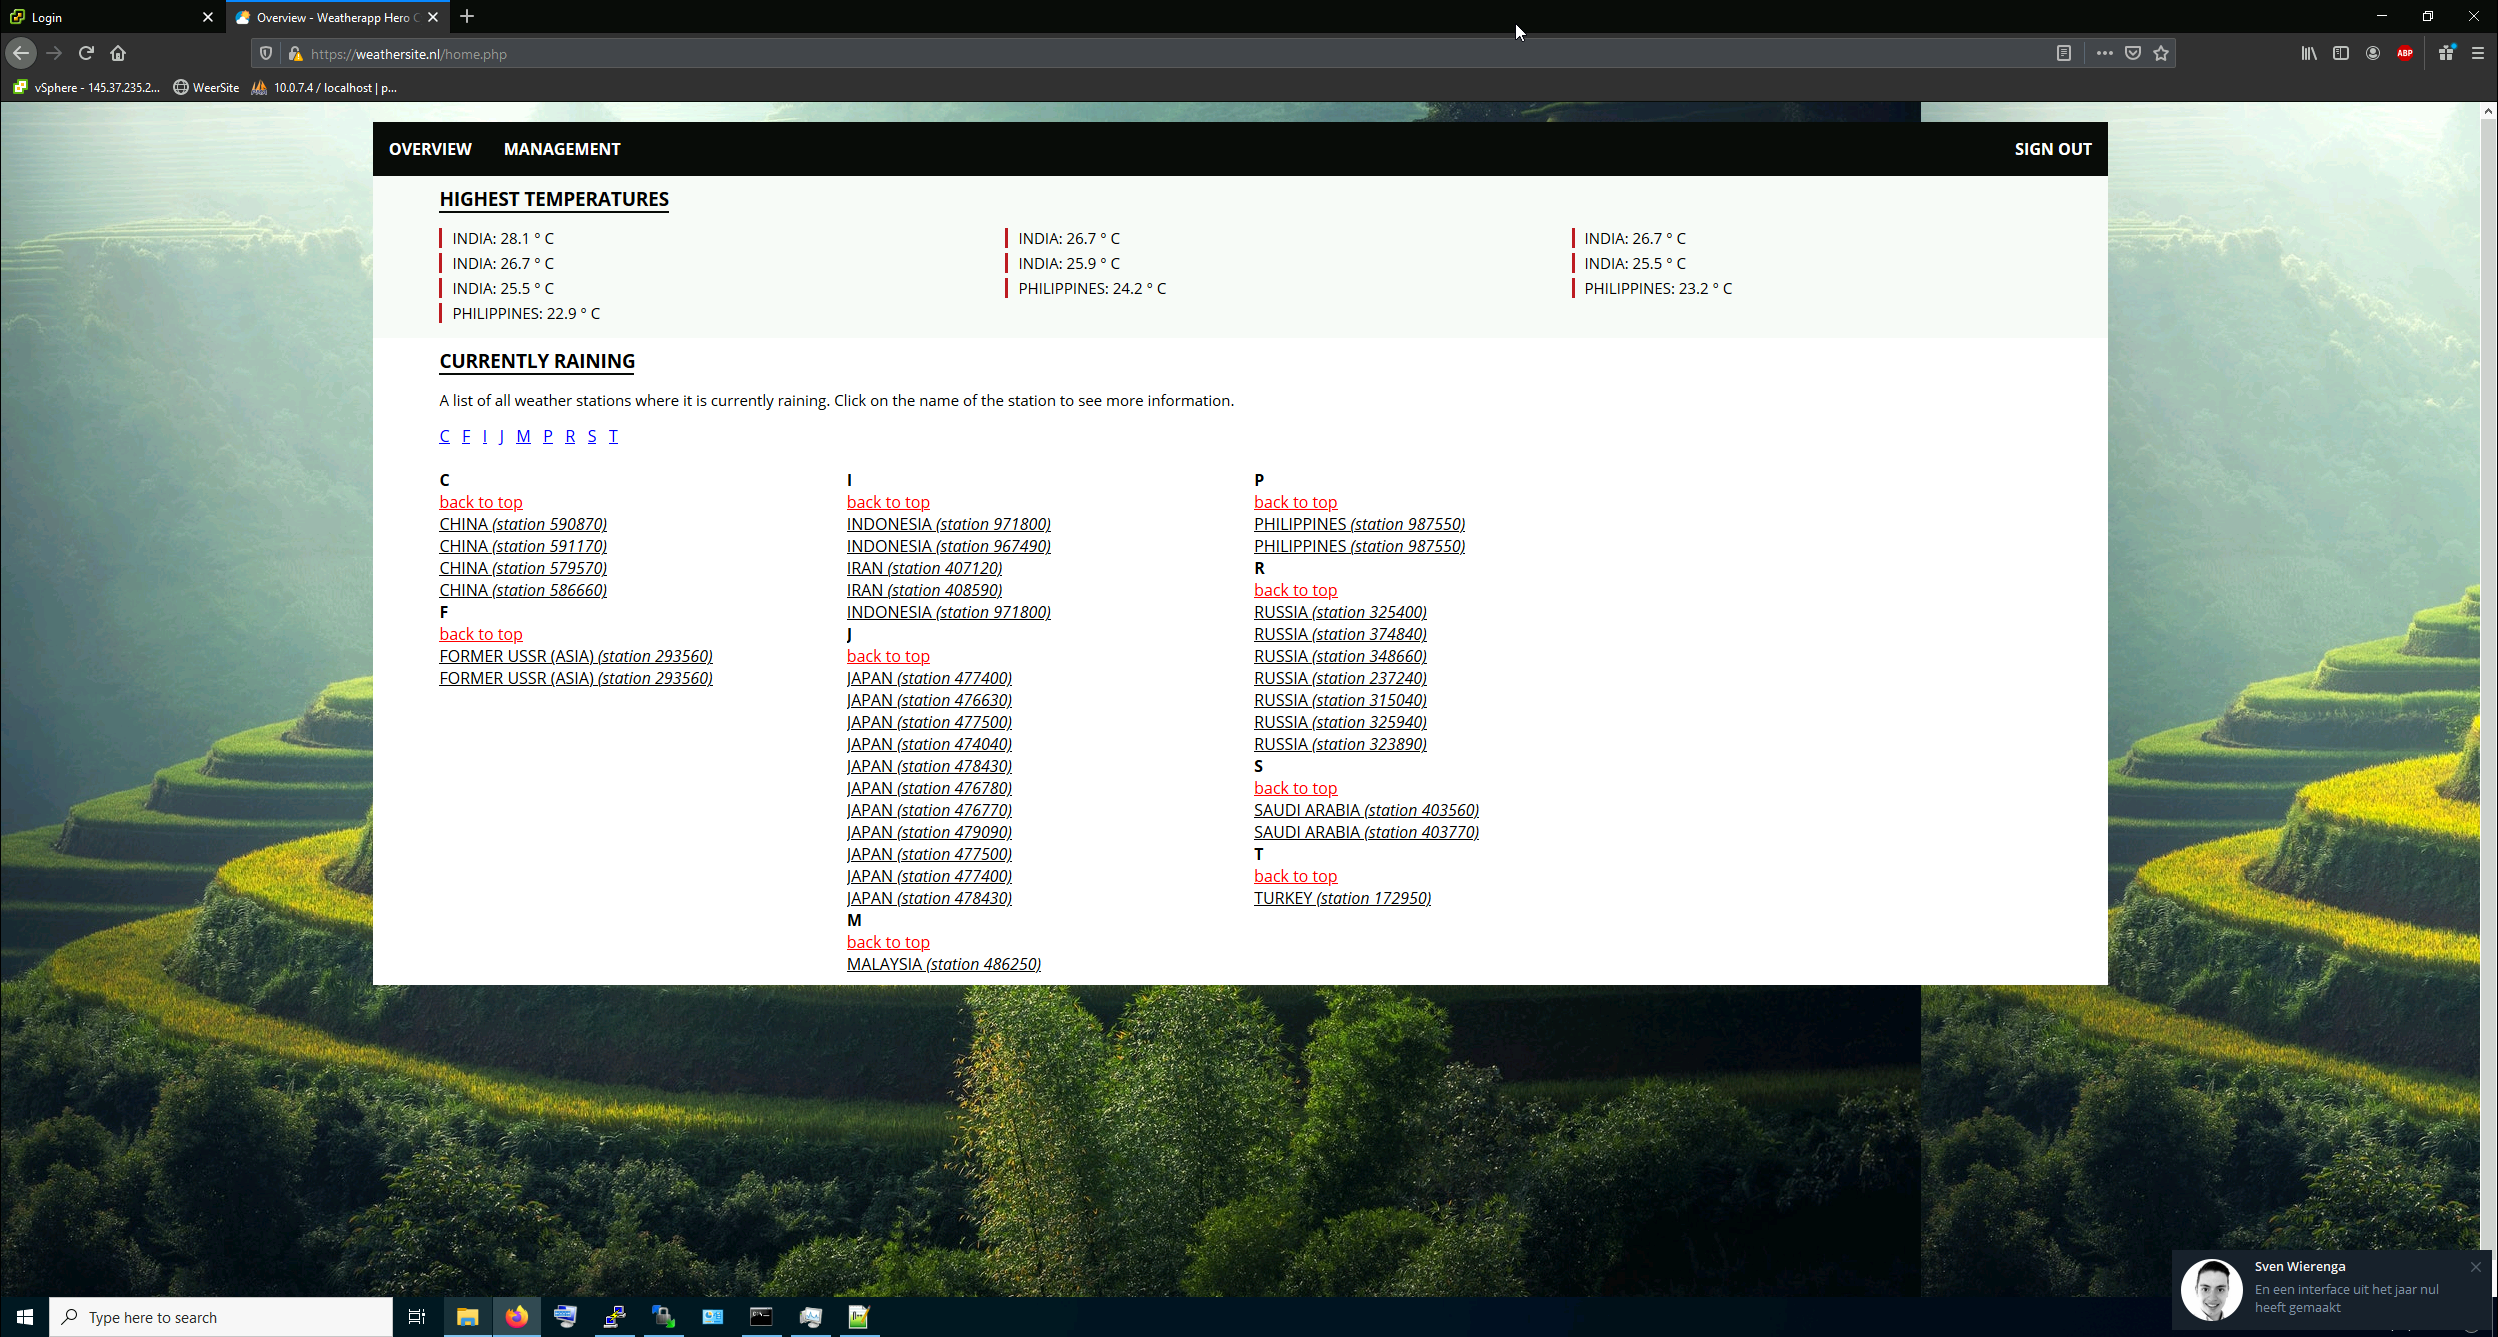 Login
Overview - Weatherapp Hero C
https://weathersite.nl/home.php
ABP
vSphere - 145.37.235.2...
WeerSite
10.0.7.4 / localhost | p...
OVERVIEW
MANAGEMENT
SIGN OUT
HIGHEST TEMPERATURES
INDIA: 28.1 ° C
INDIA: 26.7 ° C
INDIA: 26.7 ° C
INDIA: 26.7 ° C
INDIA: 25.9 ° C
INDIA: 25.5 ° C
INDIA: 25.5 ° C
PHILIPPINES: 24.2 ° C
PHILIPPINES: 23.2 ° C
PHILIPPINES: 22.9 ° C
CURRENTLY RAINING
A list of all weather stations where it is currently raining. Click on the name of the station to see more information.
C F I J M P R S T
C
back to top
CHINA (station 590870)
CHINA (station 591170)
CHINA (station 579570)
CHINA (station 586660)
F
back to top
FORMER USSR (ASIA) (station 293560)
FORMER USSR (ASIA) (station 293560)
I
back to top
INDONESIA (station 971800)
INDONESIA (station 967490)
IRAN (station 407120)
IRAN (station 408590)
INDONESIA (station 971800)
J
back to top
JAPAN (station 477400)
JAPAN (station 476630)
JAPAN (station 477500)
JAPAN (station 474040)
JAPAN (station 478430)
JAPAN (station 476780)
JAPAN (station 476770)
JAPAN (station 479090)
JAPAN (station 477500)
JAPAN (station 477400)
JAPAN (station 478430)
M
back to top
MALAYSIA (station 486250)
P
back to top
PHILIPPINES (station 987550)
PHILIPPINES (station 987550)
R
back to top
RUSSIA (station 325400)
RUSSIA (station 374840)
RUSSIA (station 348660)
RUSSIA (station 237240)
RUSSIA (station 315040)
RUSSIA (station 325940)
RUSSIA (station 323890)
S
back to top
SAUDI ARABIA (station 403560)
SAUDI ARABIA (station 403770)
T
back to top
TURKEY (station 172950)
Sven Wierenga
En een interface uit het jaar nul
heeft gemaakt
Type here to search